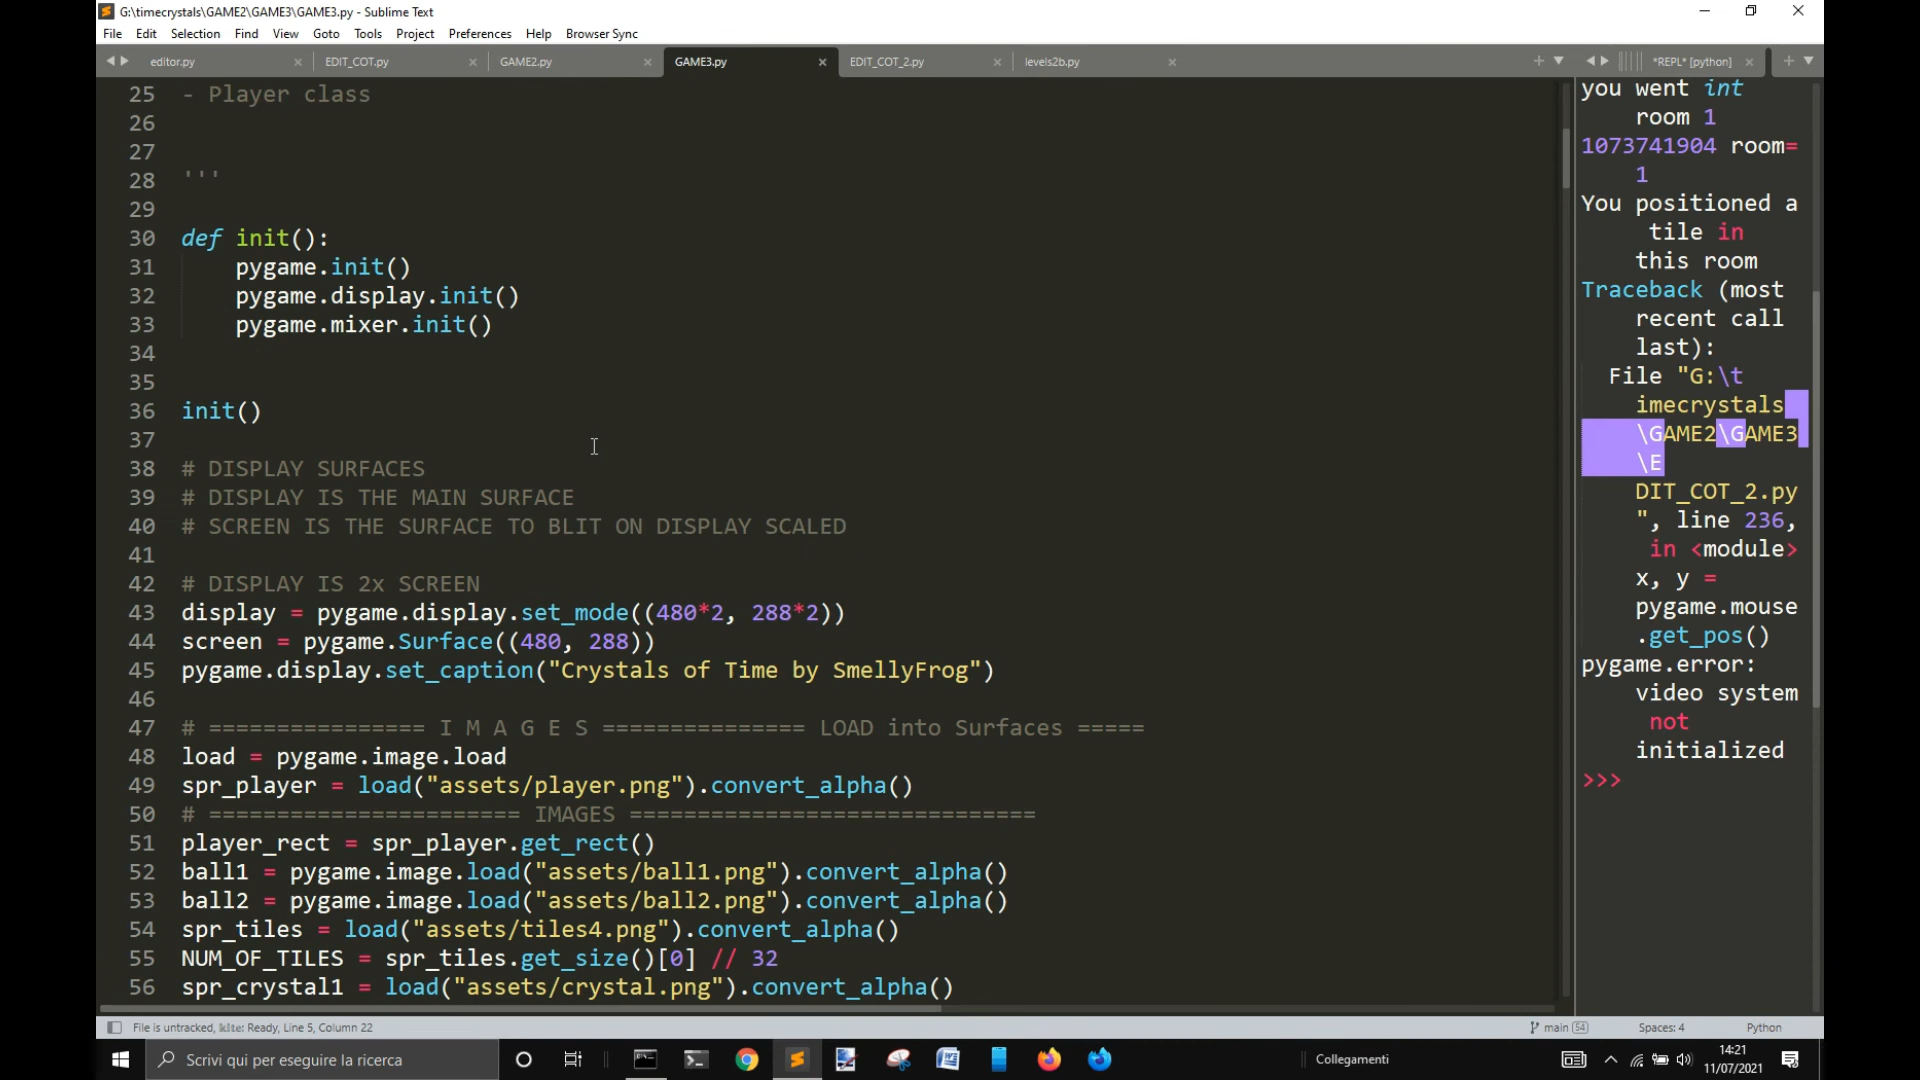 G:\timecrystals\GAME2\GAME3\GAME3.py - Sublime Text
File Edit Selection Find View Goto Tools Project Preferences Help Browser Sync
editor.py × EDIT_COT.py × GAME2.py × GAME3.py × EDIT_COT_2.py × levels2b.py × + *REPL* [python] × +
25 - Player class
26
27
28 '''
29
30 def init():
31 pygame.init()
32 pygame.display.init()
33 pygame.mixer.init()
34
35
36 init()
37
38 # DISPLAY SURFACES
39 # DISPLAY IS THE MAIN SURFACE
40 # SCREEN IS THE SURFACE TO BLIT ON DISPLAY SCALED
41
42 # DISPLAY IS 2x SCREEN
43 display = pygame.display.set_mode((480*2, 288*2))
44 screen = pygame.Surface((480, 288))
45 pygame.display.set_caption("Crystals of Time by SmellyFrog")
46
47 # ================ I M A G E S =============== LOAD into Surfaces =====
48 load = pygame.image.load
49 spr_player = load("assets/player.png").convert_alpha()
50 # ========================= IMAGES ==============================
51 player_rect = spr_player.get_rect()
52 ball1 = pygame.image.load("assets/ball1.png").convert_alpha()
53 ball2 = pygame.image.load("assets/ball2.png").convert_alpha()
54 spr_tiles = load("assets/tiles4.png").convert_alpha()
55 NUM_OF_TILES = spr_tiles.get_size()[0] // 32
56 spr_crystal1 = load("assets/crystal.png").convert_alpha()
you went int
room 1
1073741904 room=
1
You positioned a
tile in
this room
Traceback (most
recent call
last):
File "G:\t
imecrystals
\GAME2\GAME3
\E
DIT_COT_2.py
", line 236,
in <module>
x, y =
pygame.mouse
.get_pos()
pygame.error:
video system
not
initialized
>>>
File is untracked, kite: Ready, Line 5, Column 22 main 54 Spaces: 4 Python
Scrivi qui per eseguire la ricerca
Collegamenti
14:21
11/07/2021